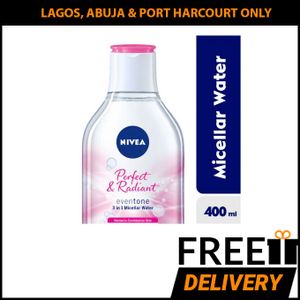 LAGOS, ABUJA & PORT HARCOURT ONLY
NIVEA
Perfect
& Radiant
eventone
3 in 1 Micellar Water
Micellar Water
400 ml
FREE
DELIVERY